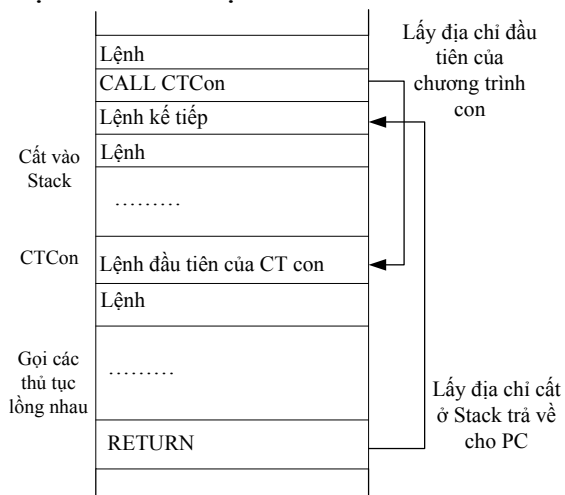 Lệnh
CALL CTCon
Lệnh kế tiếp
Lệnh
………
Lệnh đầu tiên của CT con
Lệnh
………
RETURN
Cất vào
Stack
CTCon
Gọi các
thủ tục
lồng nhau
Lấy địa chỉ đầu
tiên của
chương trình
con
Lấy địa chỉ cất
ở Stack trả về
cho PC